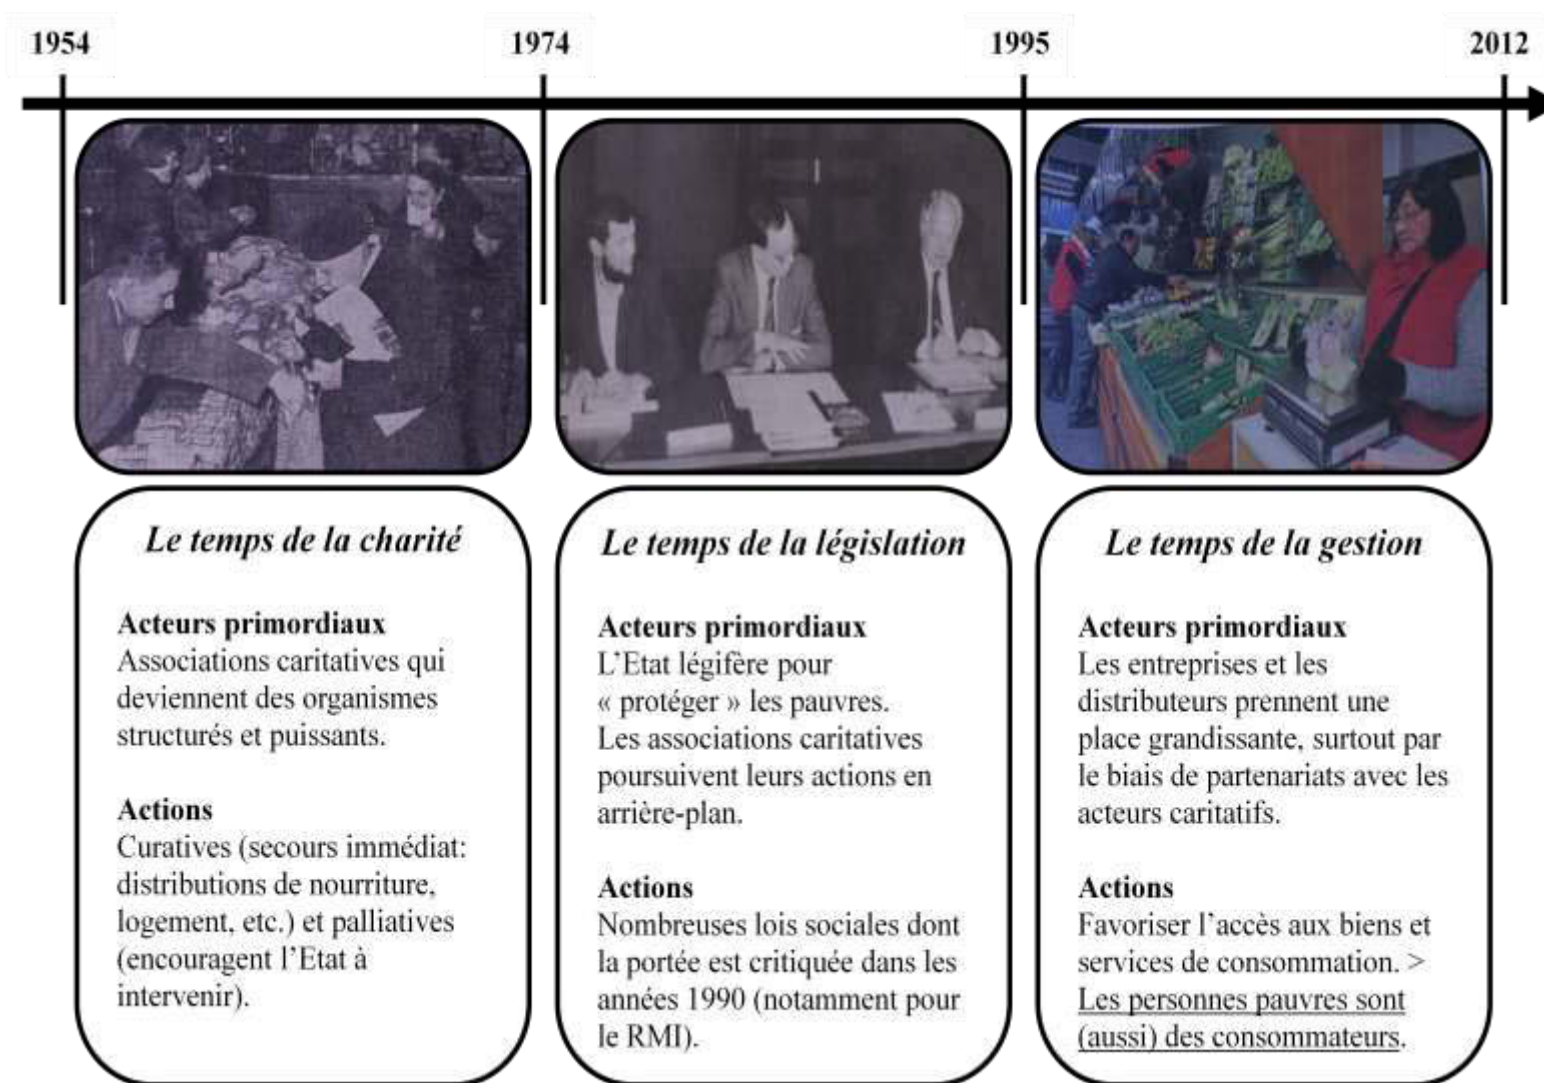 1954
1974
1995
2012
Le temps de la charité
Acteurs primordiaux
Associations caritatives qui
deviennent des organismes
structurés et puissants.
Actions
Curatives (secours immédiat:
distributions de nourriture,
logement, etc.) et palliatives
(encouragent l’Etat à
intervenir).
Le temps de la législation
Acteurs primordiaux
L’Etat légifère pour
« protéger » les pauvres.
Les associations caritatives
poursuivent leurs actions en
arrière-plan.
Actions
Nombreuses lois sociales dont
la portée est critiquée dans les
années 1990 (notamment pour
le RMI).
Le temps de la gestion
Acteurs primordiaux
Les entreprises et les
distributeurs prennent une
place grandissante, surtout par
le biais de partenariats avec les
acteurs caritatifs.
Actions
Favoriser l’accès aux biens et
services de consommation. >
Les personnes pauvres sont
(aussi) des consommateurs.